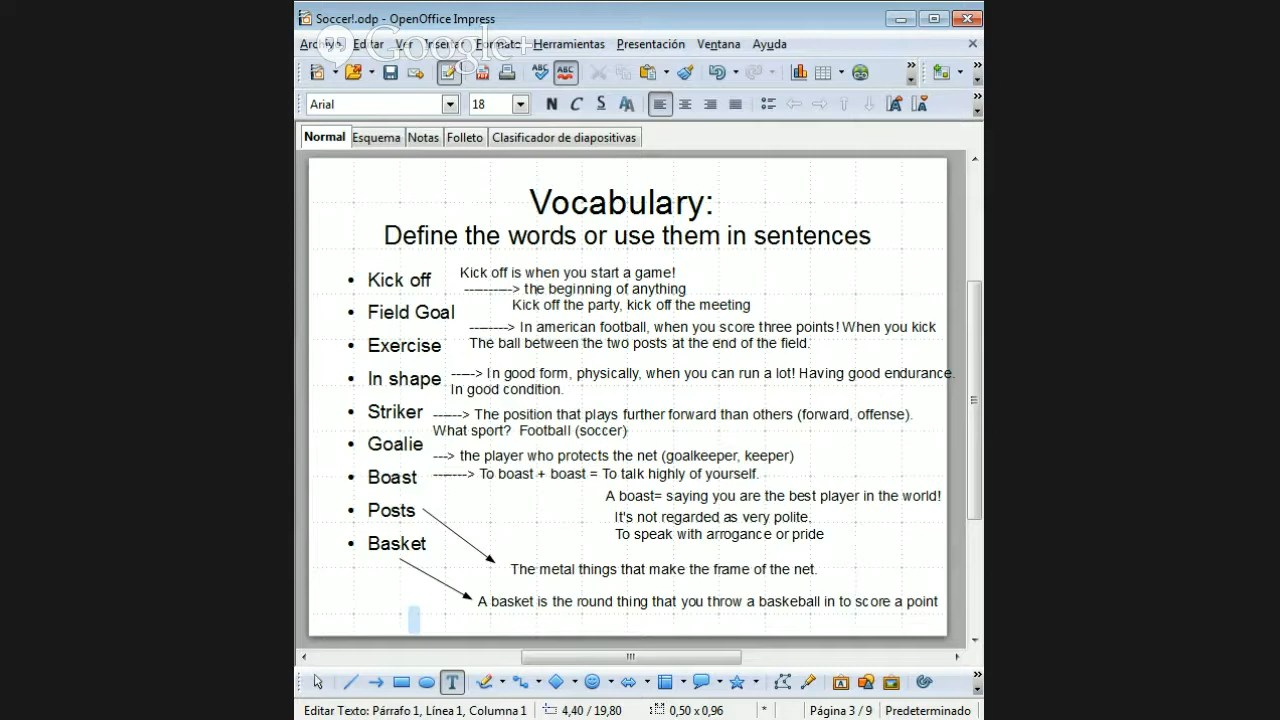 Soccer!.odp - OpenOffice Impress
Google+
Archivo Editar Ver Insertar Formato Herramientas Presentación Ventana Ayuda
ABC ABC
Arial 18 N C S AA
Normal Esquema Notas Folleto Clasificador de diapositivas
Vocabulary:
Define the words or use them in sentences
• Kick off Kick off is when you start a game!
----------> the beginning of anything
Kick off the party, kick off the meeting
• Field Goal
--------> In american football, when you score three points! When you kick
The ball between the two posts at the end of the field.
• Exercise
• In shape -----> In good form, physically, when you can run a lot! Having good endurance.
In good condition.
• Striker ------> The position that plays further forward than others (forward, offense).
What sport? Football (soccer)
• Goalie
---> the player who protects the net (goalkeeper, keeper)
• Boast -------> To boast + boast = To talk highly of yourself.
A boast= saying you are the best player in the world!
• Posts It's not regarded as very polite,
To speak with arrogance or pride
• Basket
The metal things that make the frame of the net.
A basket is the round thing that you throw a baskeball in to score a point
T
Editar Texto: Párrafo 1, Línea 1, Columna 1 4,40 / 19,80 0,50 x 0,96 * Página 3 / 9 Predeterminado